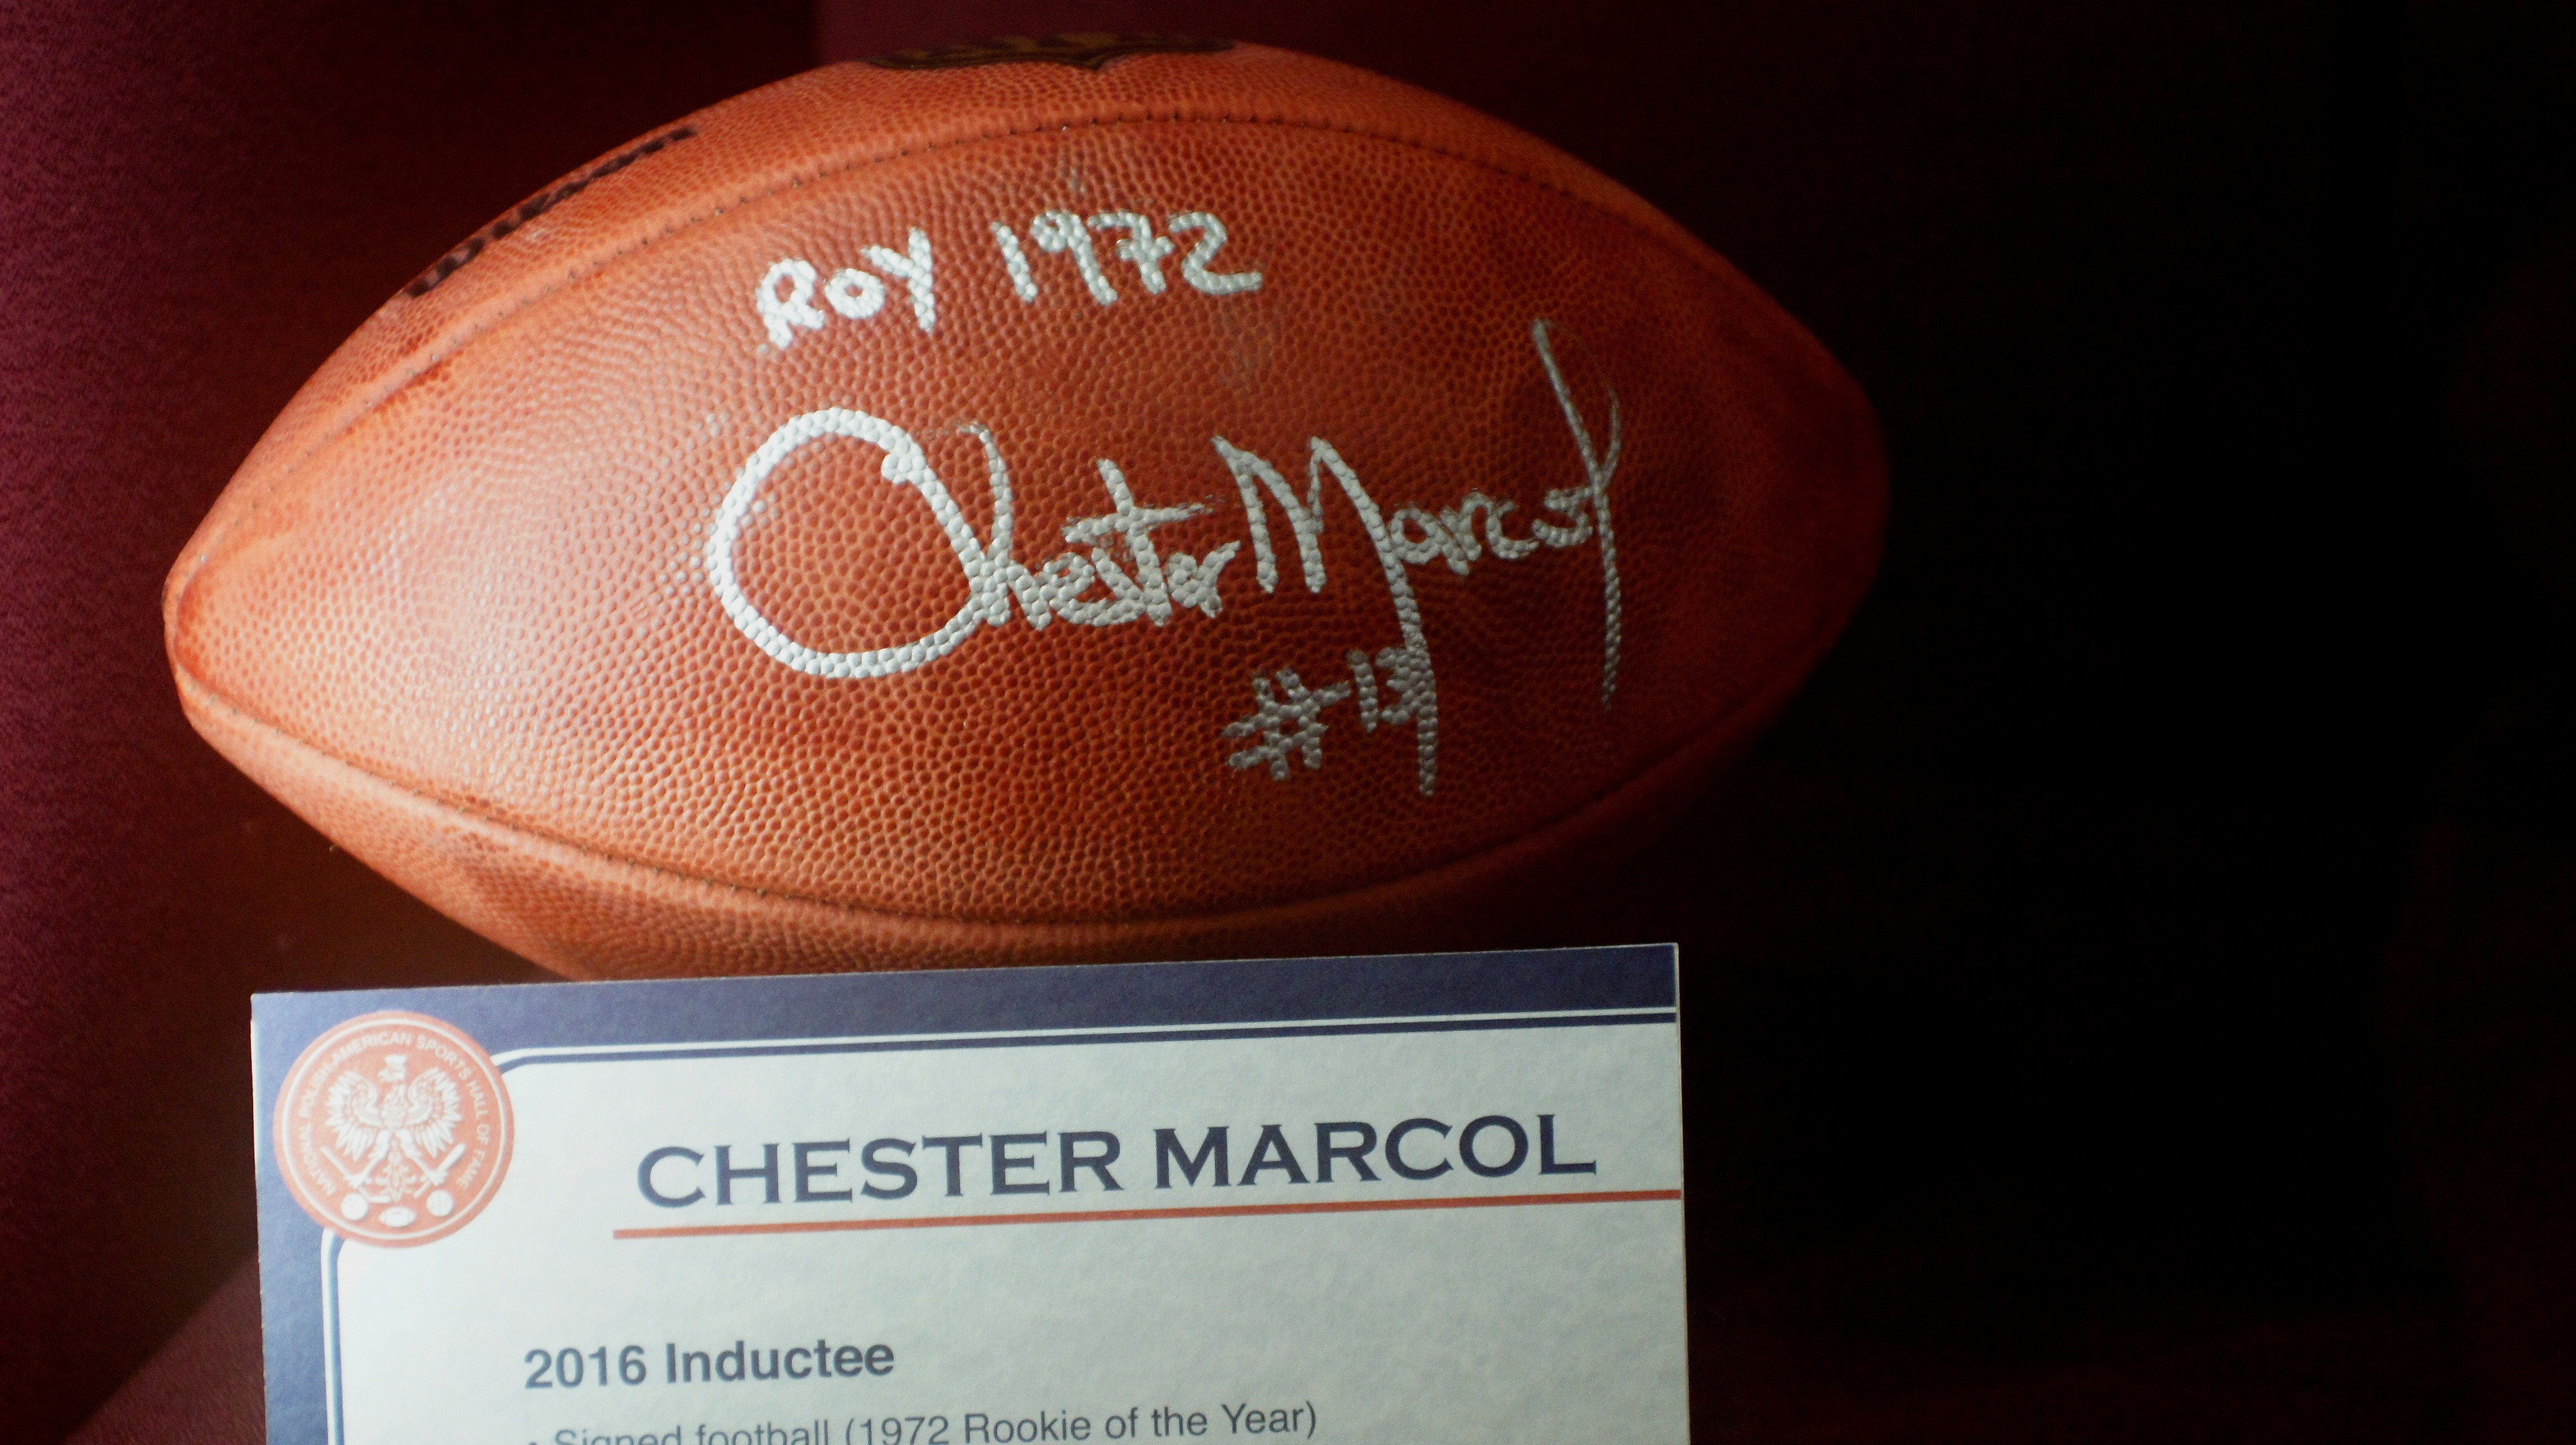 ROY 1972
Chester Marcol
#13
NATIONAL POLISH-AMERICAN SPORTS HALL OF FAME
CHESTER MARCOL
2016 Inductee
• Signed football (1972 Rookie of the Year)